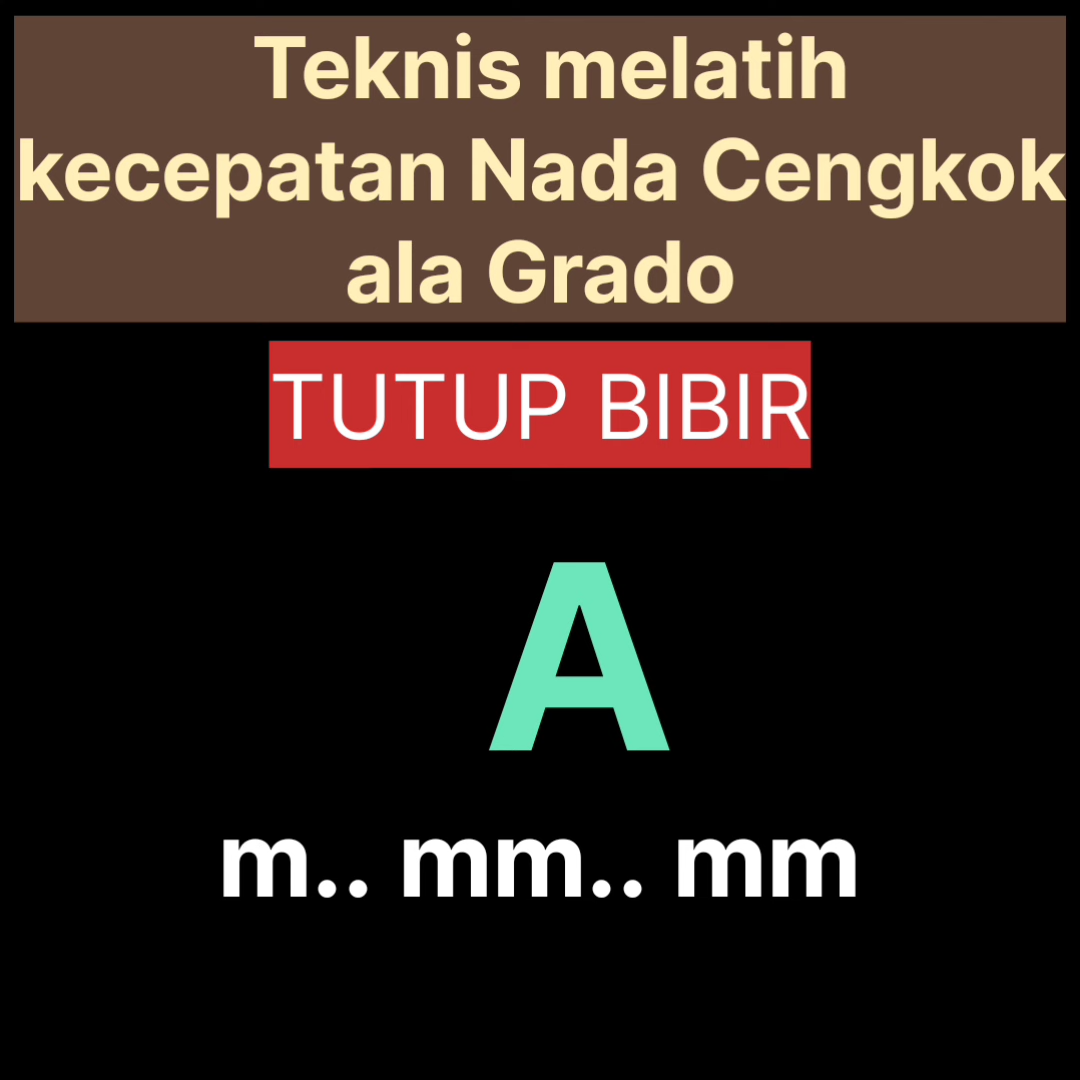 Teknis melatih
kecepatan Nada Cengkok
ala Grado
TUTUP BIBIR
A
m.. mm.. mm